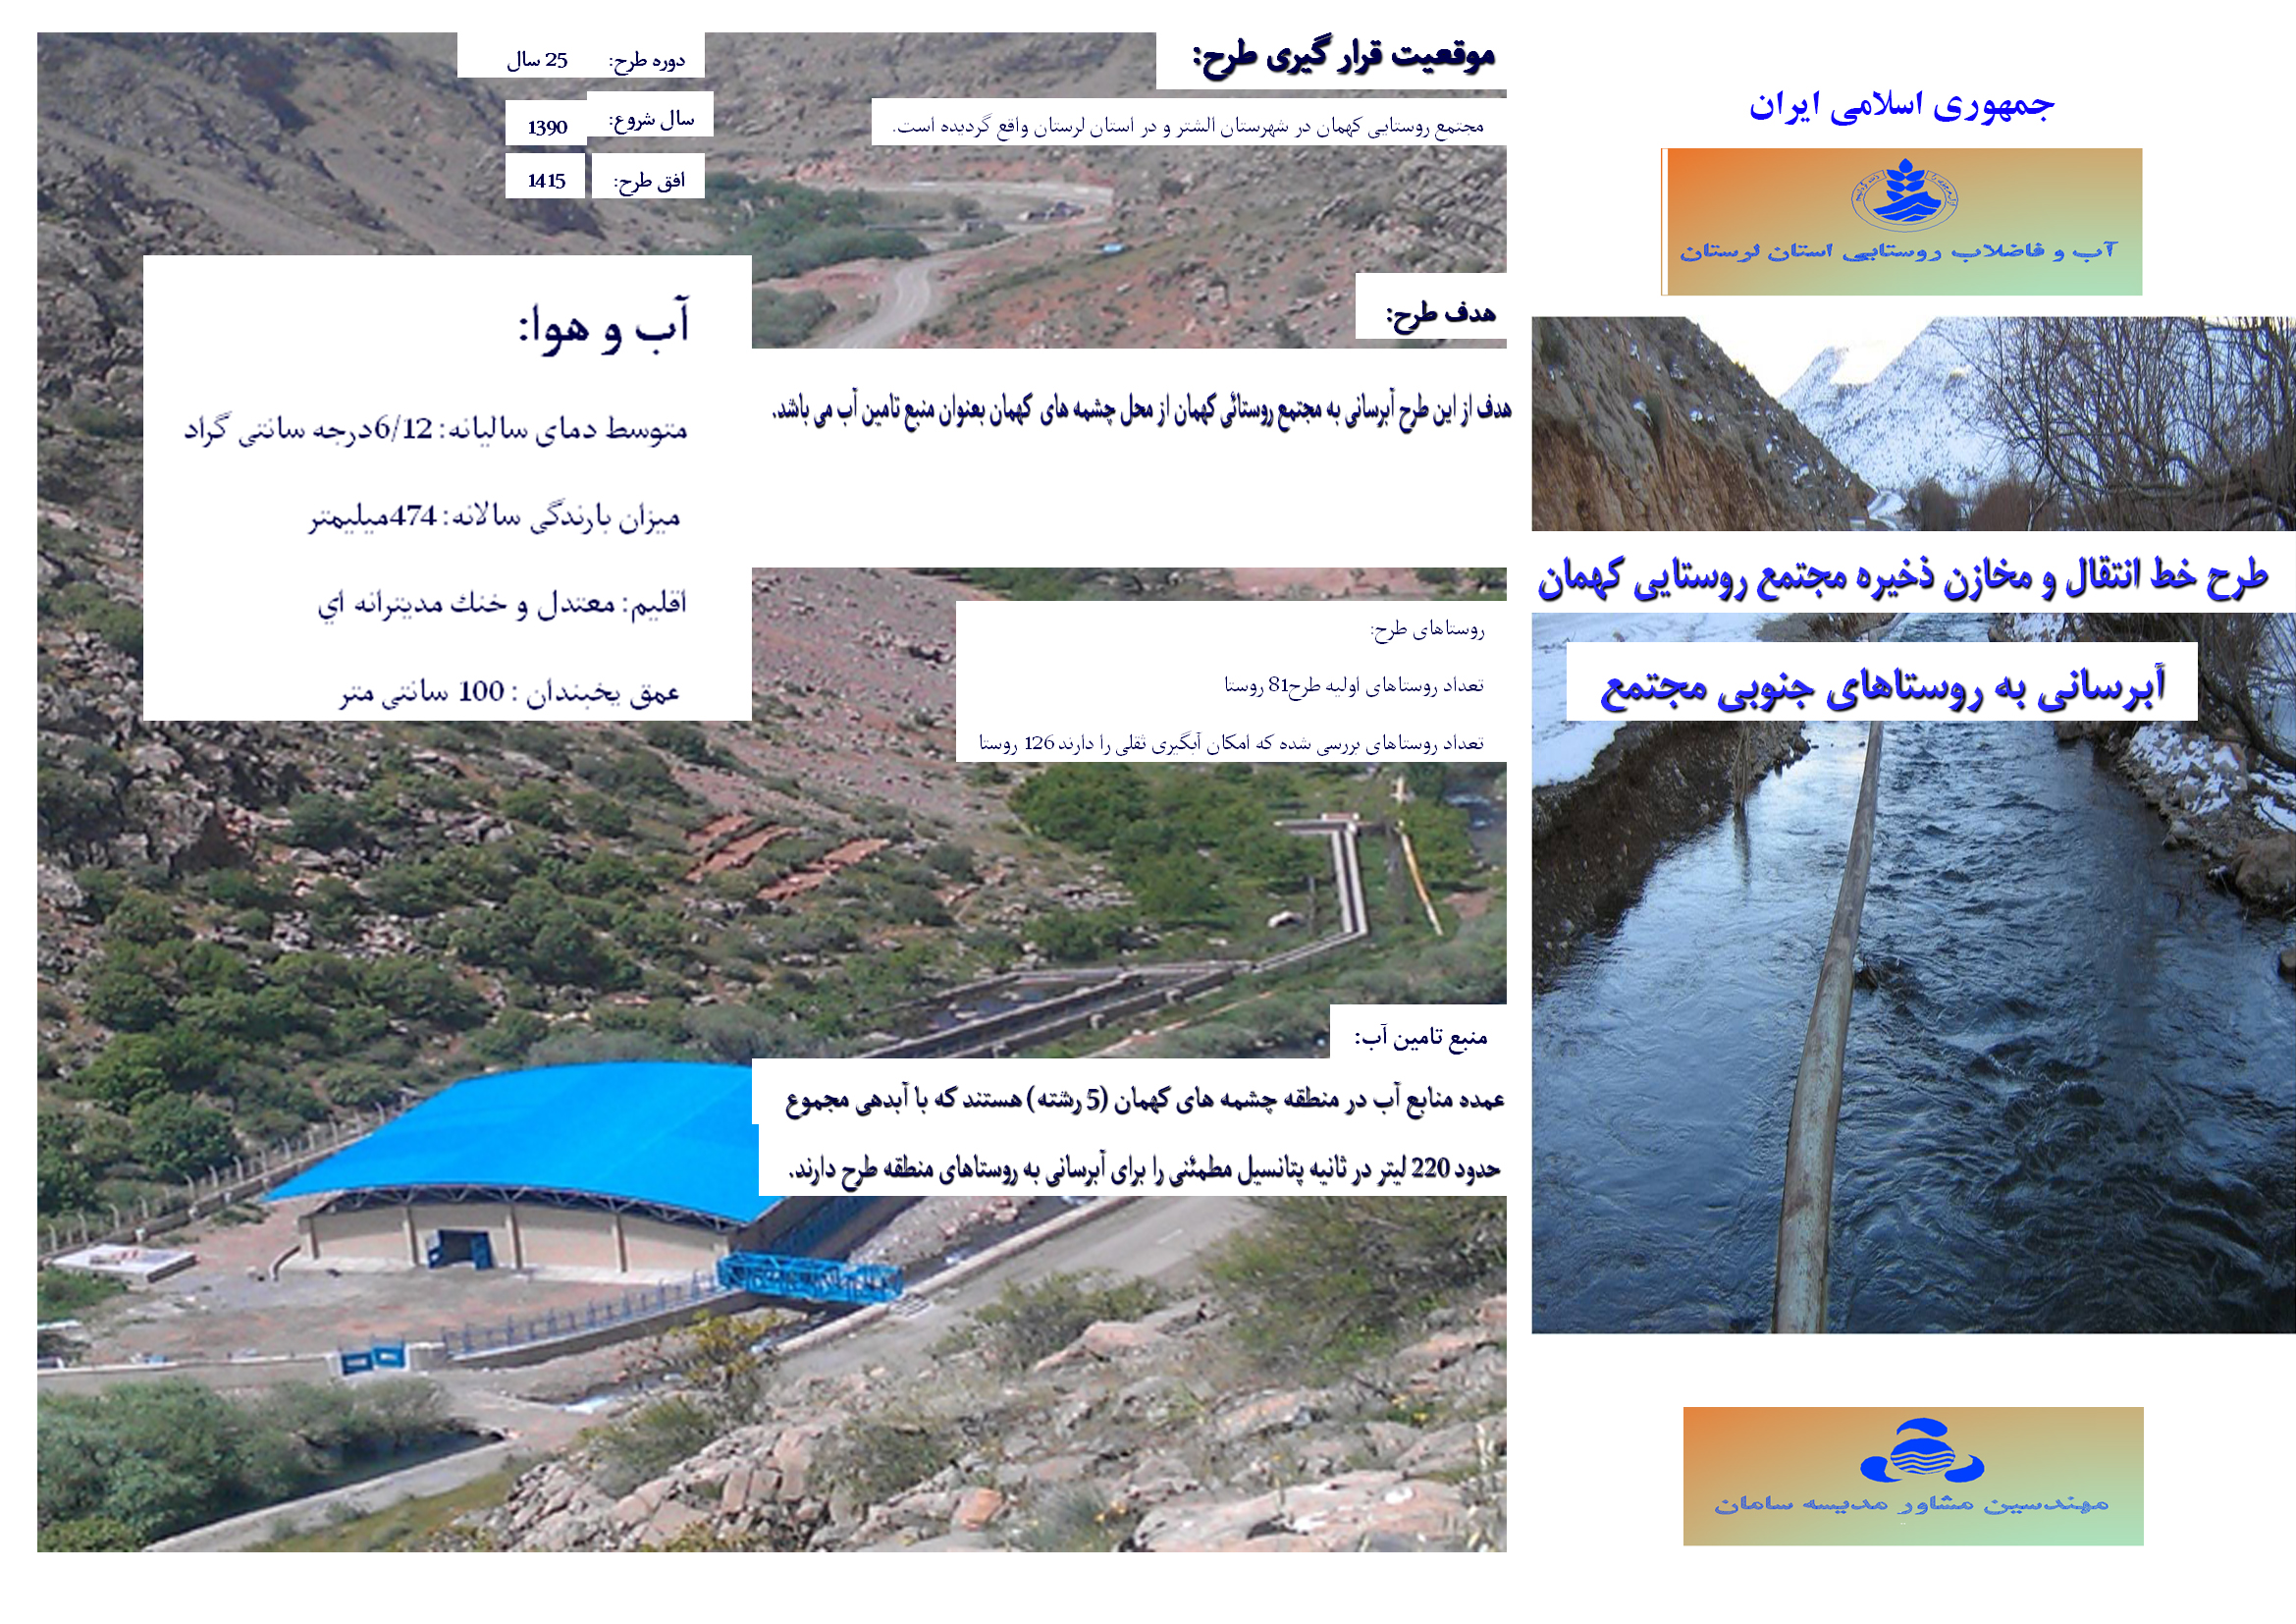 جمهوری اسلامی ایران
آب و فاضلاب روستایی استان لرستان
طرح خط انتقال و مخازن ذخیره مجتمع روستایی کهمان
آبرسانی به روستاهای جنوبی مجتمع
مهندسین مشاور مدیسه سامان
موقعیت قرار گیری طرح:
مجتمع روستایی کهمان در شهرستان الشتر و در استان لرستان واقع گردیده است.
هدف طرح:
هدف از این طرح آبرسانی به مجتمع روستائی کهمان از محل چشمه های کهمان بعنوان منبع تامین آب می باشد.
روستاهای طرح:
تعداد روستاهای اولیه طرح81 روستا
تعداد روستاهای بررسی شده که امکان آبگیری ثقلی را دارند 126 روستا
منبع تامین آب:
عمده منابع آب در منطقه چشمه های کهمان (5 رشته) هستند که با آبدهی مجموع
حدود 220 لیتر در ثانیه پتانسیل مطمئنی را برای آبرسانی به روستاهای منطقه طرح دارند.
دوره طرح: 25 سال
سال شروع: 1390
افق طرح: 1415
آب و هوا:
متوسط دمای سالیانه: 6/12درجه سانتی گراد
میزان بارندگی سالانه: 474میلیمتر
اقلیم: معتدل و خنك مدیترانه اي
عمق یخبندان : 100 سانتی متر